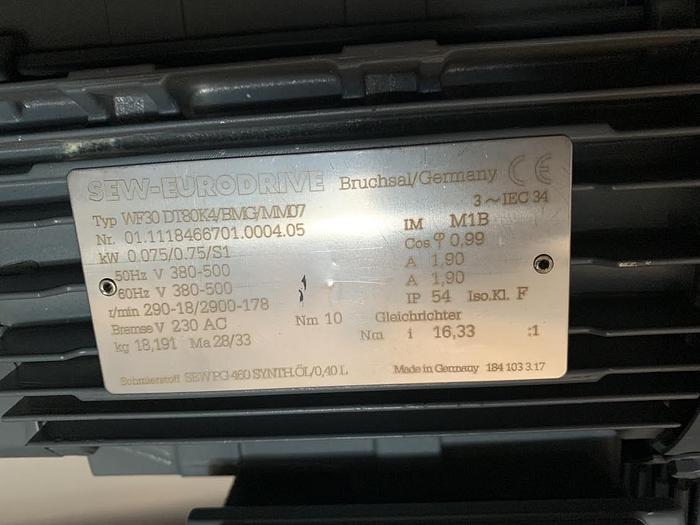 SEW-EURODRIVE Bruchsal/Germany CE
Typ WF30 DT80K4/BMG/MM07 3~IEC 34
Nr. 01.1118466701.0004.05 IM M1B
kW 0.075/0.75/S1 Cos φ 0,99
50Hz V 380-500 A 1,90
60Hz V 380-500 A 1,90
r/min 290-18/2900-178 IP 54 Iso.Kl. F
Bremse V 230 AC Nm 10 Gleichrichter
kg 18,191 Ma 28/33 Nm i 16,33 :1
Schmierstoff SEWPG 460 SYNTH.ÖL/0,40 L Made in Germany 184 103 3.17